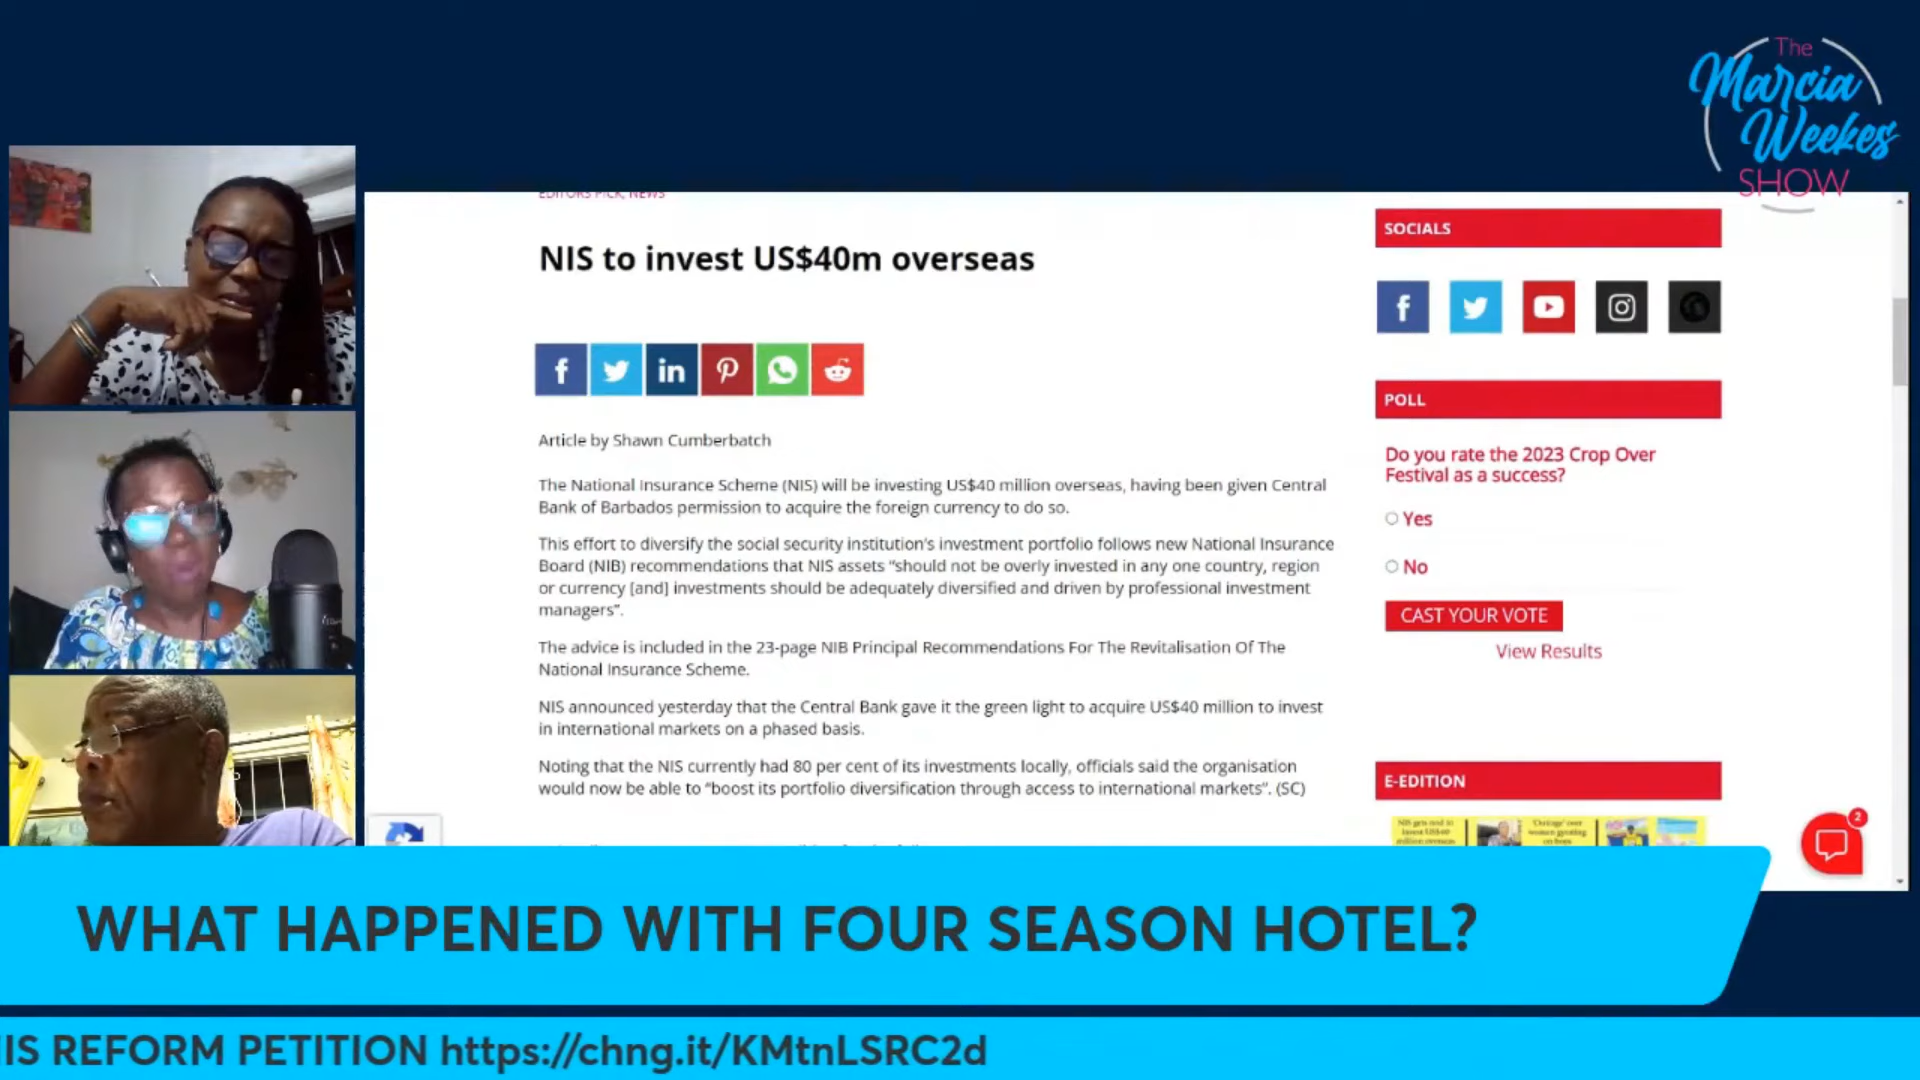 The
Marcia
Weekes
SHOW
EDITORS PICK, NEWS
NIS to invest US$40m overseas
Article by Shawn Cumberbatch
The National Insurance Scheme (NIS) will be investing US$40 million overseas, having been given Central
Bank of Barbados permission to acquire the foreign currency to do so.
This effort to diversify the social security institution's investment portfolio follows new National Insurance
Board (NIB) recommendations that NIS assets "should not be overly invested in any one country, region
or currency [and] investments should be adequately diversified and driven by professional investment
managers".
The advice is included in the 23-page NIB Principal Recommendations For The Revitalisation Of The
National Insurance Scheme.
NIS announced yesterday that the Central Bank gave it the green light to acquire US$40 million to invest
in international markets on a phased basis.
Noting that the NIS currently had 80 per cent of its investments locally, officials said the organisation
would now be able to "boost its portfolio diversification through access to international markets". (SC)
SOCIALS
POLL
Do you rate the 2023 Crop Over
Festival as a success?
Yes
No
CAST YOUR VOTE
View Results
E-EDITION
2
WHAT HAPPENED WITH FOUR SEASON HOTEL?
IS REFORM PETITION https://chng.it/KMtnLSRC2d